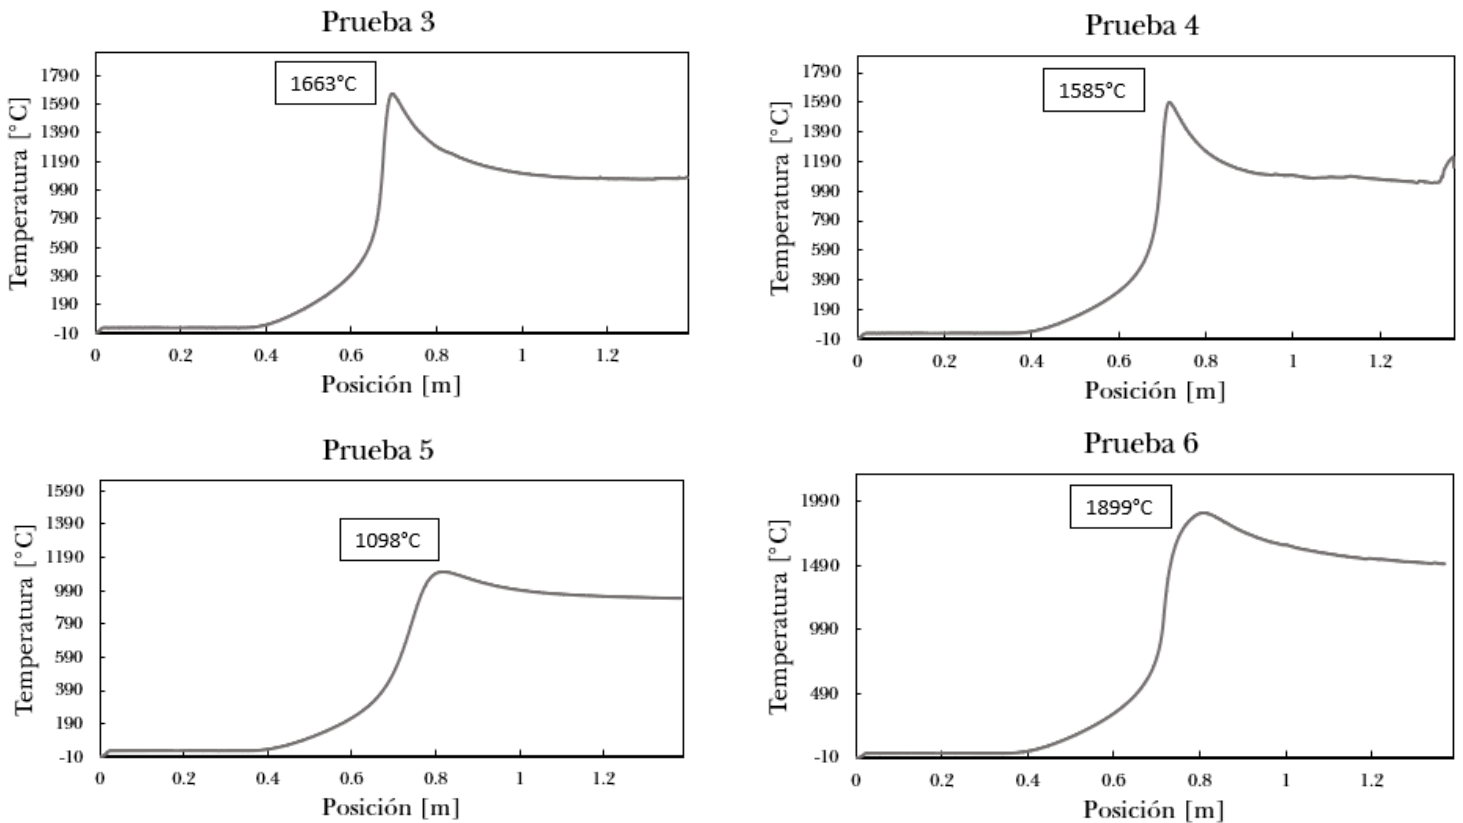 Prueba 3
1663°C
Temperatura [°C]
1790
1590
1390
1190
990
790
590
390
190
-10
0 0.2 0.4 0.6 0.8 1 1.2
Posición [m]
Prueba 4
1585°C
Temperatura [°C]
1790
1590
1390
1190
990
790
590
390
190
-10
0 0.2 0.4 0.6 0.8 1 1.2
Posición [m]
Prueba 5
1098°C
Temperatura [°C]
1590
1390
1190
990
790
590
390
190
-10
0 0.2 0.4 0.6 0.8 1 1.2
Posición [m]
Prueba 6
1899°C
Temperatura [°C]
1990
1490
990
490
-10
0 0.2 0.4 0.6 0.8 1 1.2
Posición [m]